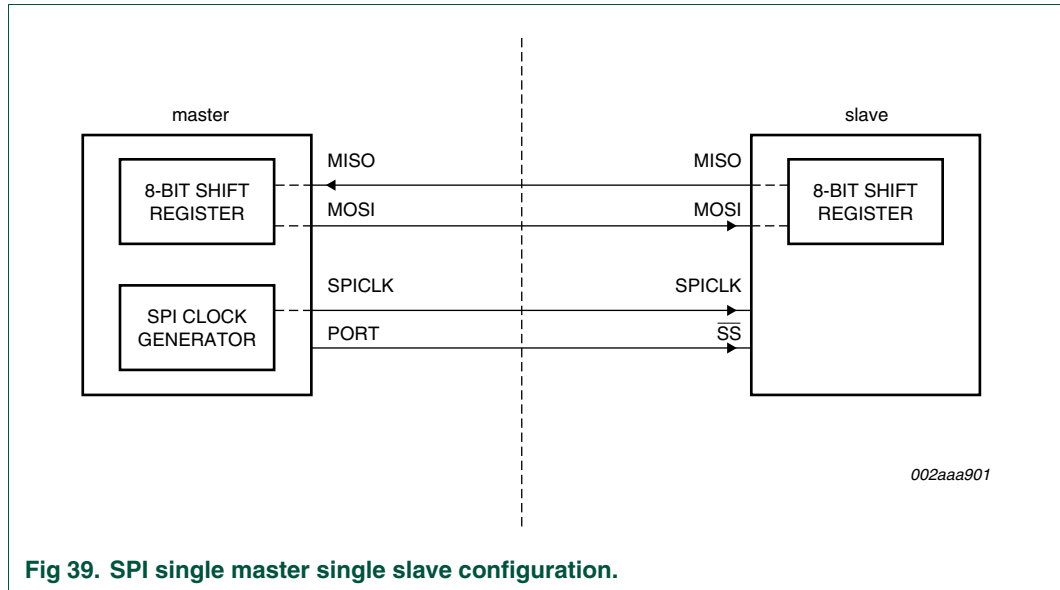 master
slave
MISO
MISO
8-BIT SHIFT
REGISTER
8-BIT SHIFT
REGISTER
MOSI
MOSI
SPICLK
SPICLK
SPI CLOCK
GENERATOR
PORT
S̅S̅
002aaa901
Fig 39. SPI single master single slave configuration.